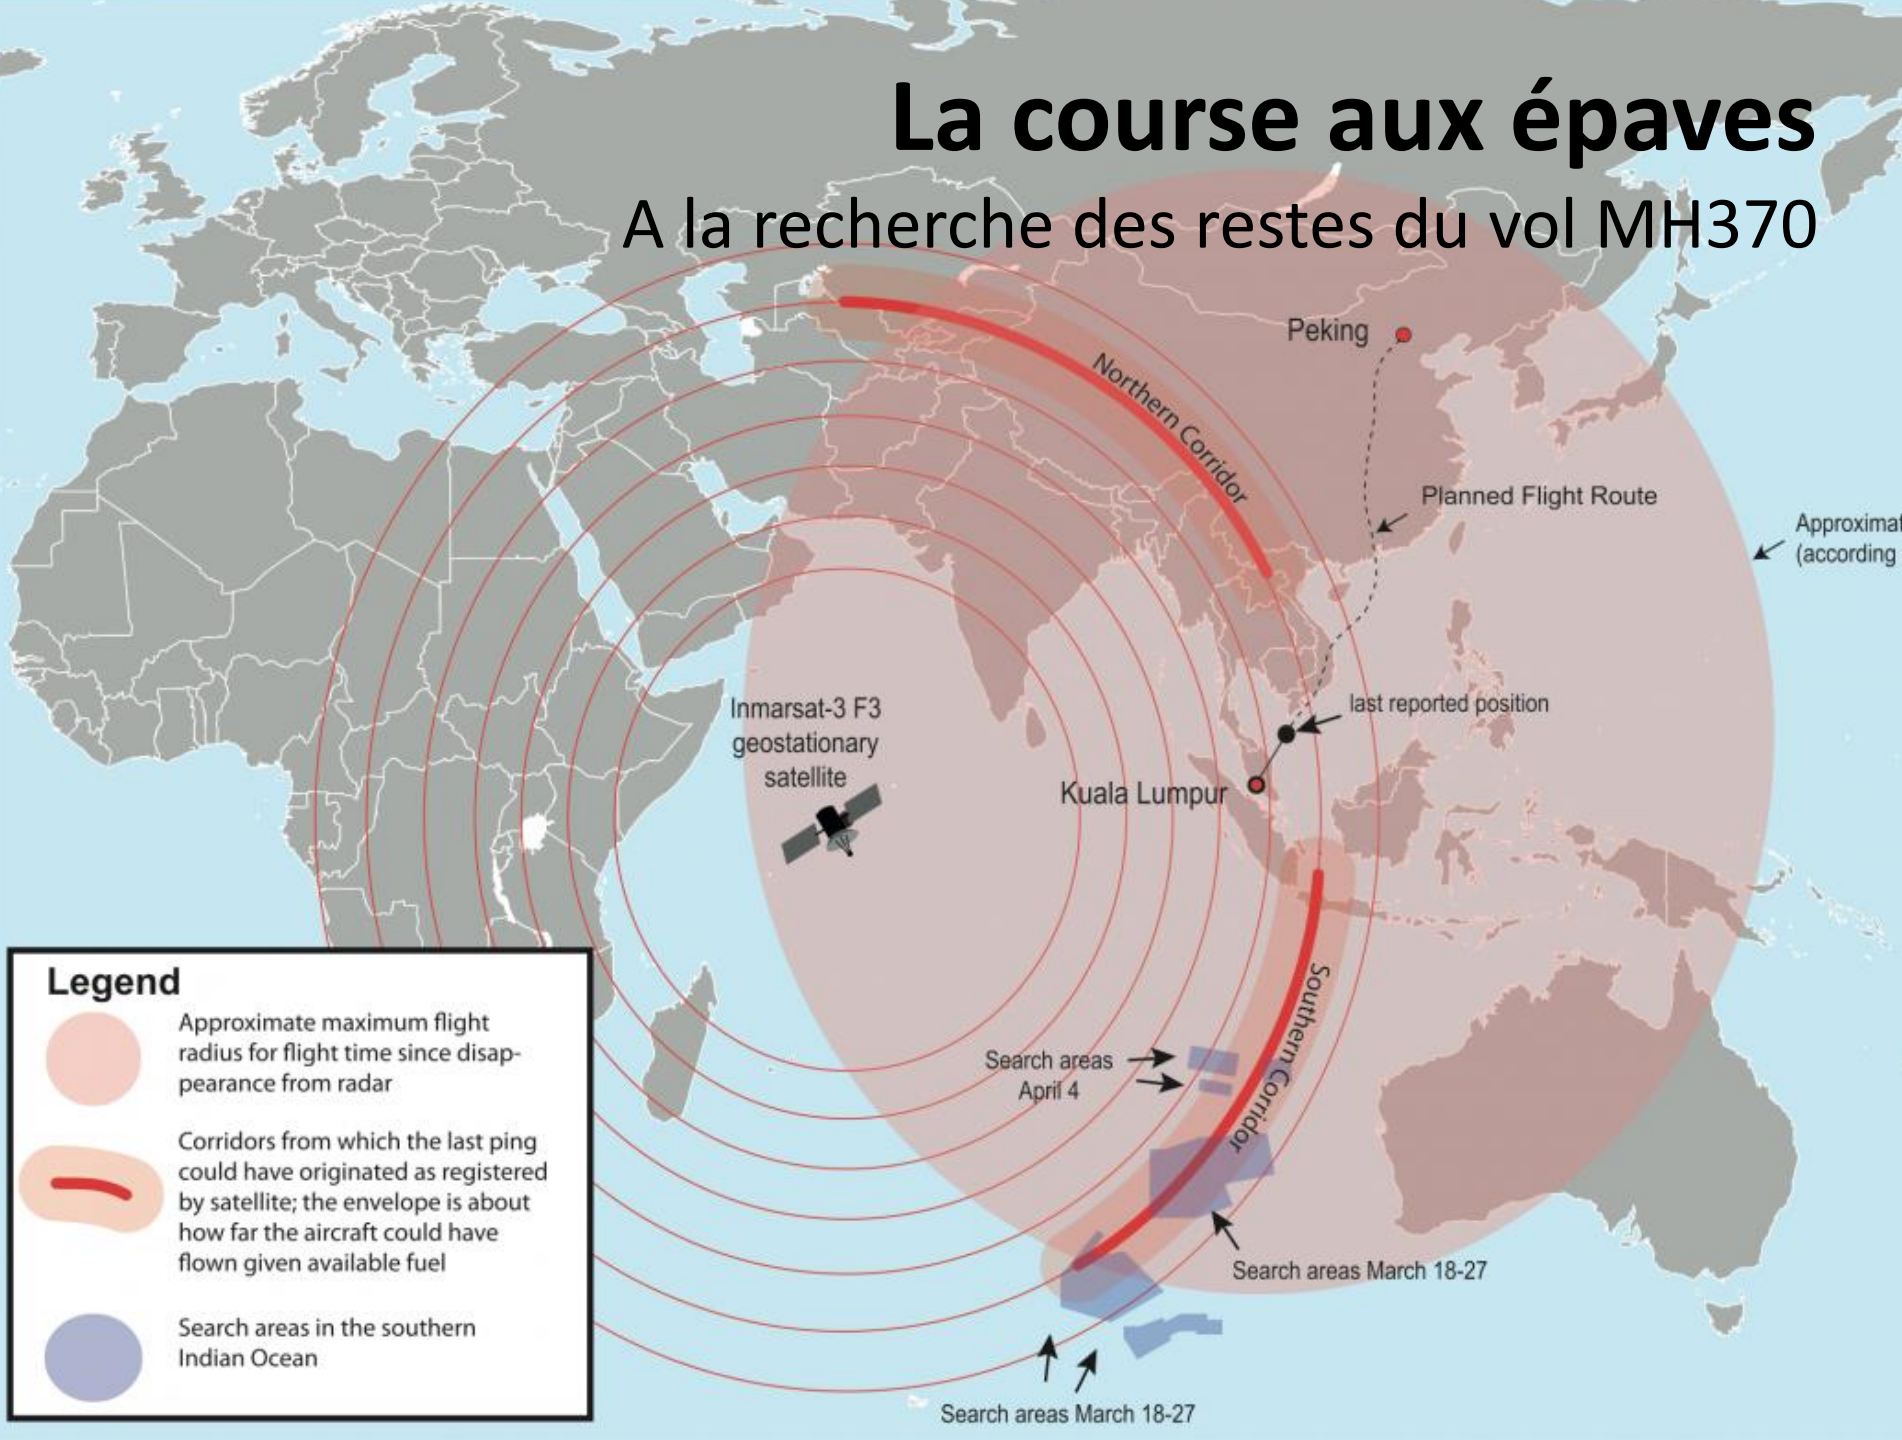 La course aux épaves
A la recherche des restes du vol MH370
Peking
Northern Corridor
Planned Flight Route
Approximat
(according
last reported position
Inmarsat-3 F3
geostationary
satellite
Kuala Lumpur
Southern Corridor
Search areas
April 4
Search areas March 18-27
Search areas March 18-27
Legend
Approximate maximum flight
radius for flight time since disap-
pearance from radar
Corridors from which the last ping
could have originated as registered
by satellite; the envelope is about
how far the aircraft could have
flown given available fuel
Search areas in the southern
Indian Ocean